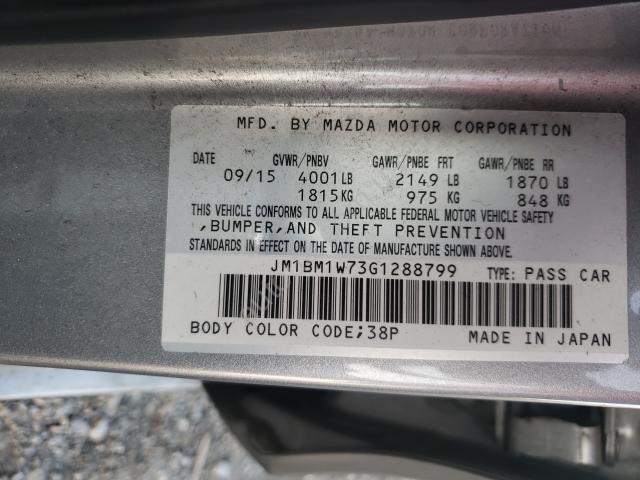 MFD. BY MAZDA MOTOR CORPORATION
DATE GVWR/PNBV GAWR/PNBE FRT GAWR/PNBE RR
09/15 4001LB 2149 LB 1870 LB
1815KG 975 KG 848 KG
THIS VEHICLE CONFORMS TO ALL APPLICABLE FEDERAL MOTOR VEHICLE SAFETY
,BUMPER,AND THEFT PREVENTION
STANDARDS IN EFFECT ON THE DATE OF MANUFACTURE SHOWN ABOVE.
JM1BM1W73G1288799 TYPE: PASS CAR
BODY COLOR CODE;38P MADE IN JAPAN